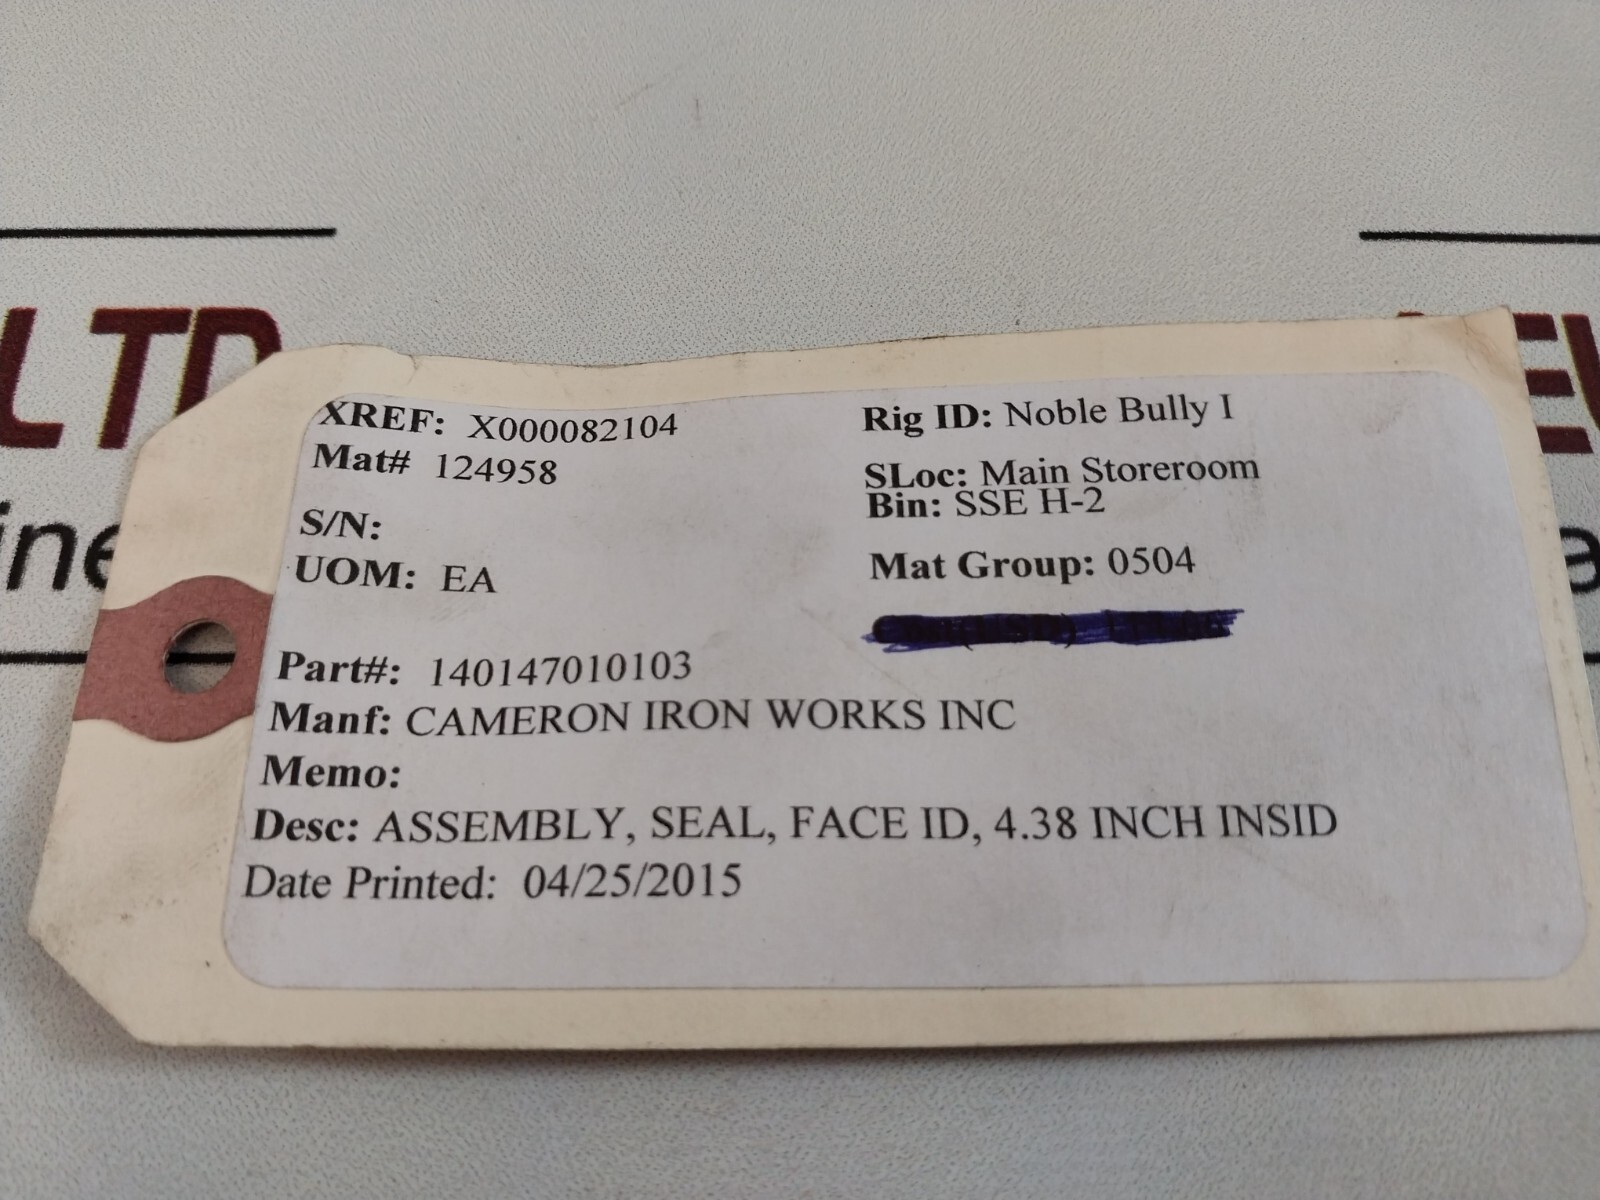 LTD
XREF: X000082104
Mat# 124958
S/N:
UOM: EA
Rig ID: Noble Bully I
SLoc: Main Storeroom
Bin: SSE H-2
Mat Group: 0504
Part#: 140147010103
Manf: CAMERON IRON WORKS INC
Memo:
Desc: ASSEMBLY, SEAL, FACE ID, 4.38 INCH INSID
Date Printed: 04/25/2015